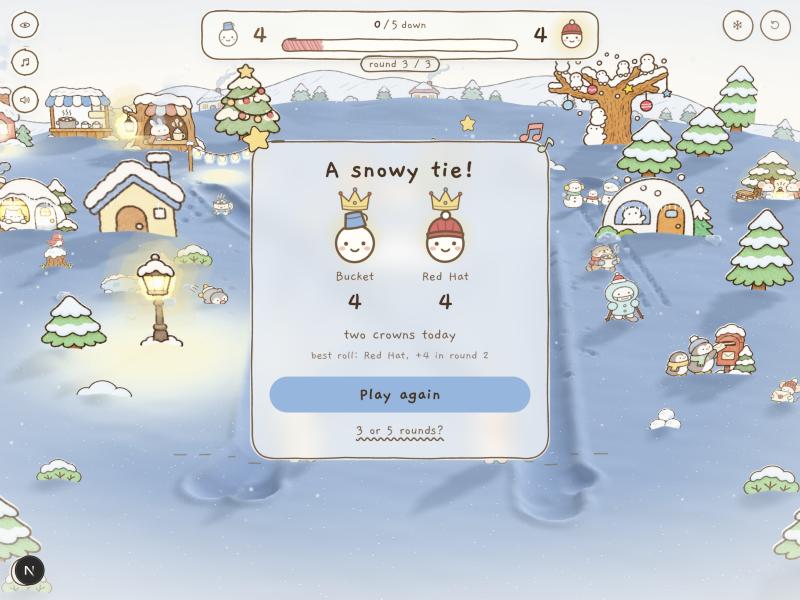 4
0/5 down
4
round 3 / 3
A snowy tie!
Bucket
Red Hat
4
4
two crowns today
best roll: Red Hat, +4 in round 2
Play again
3 or 5 rounds?
N